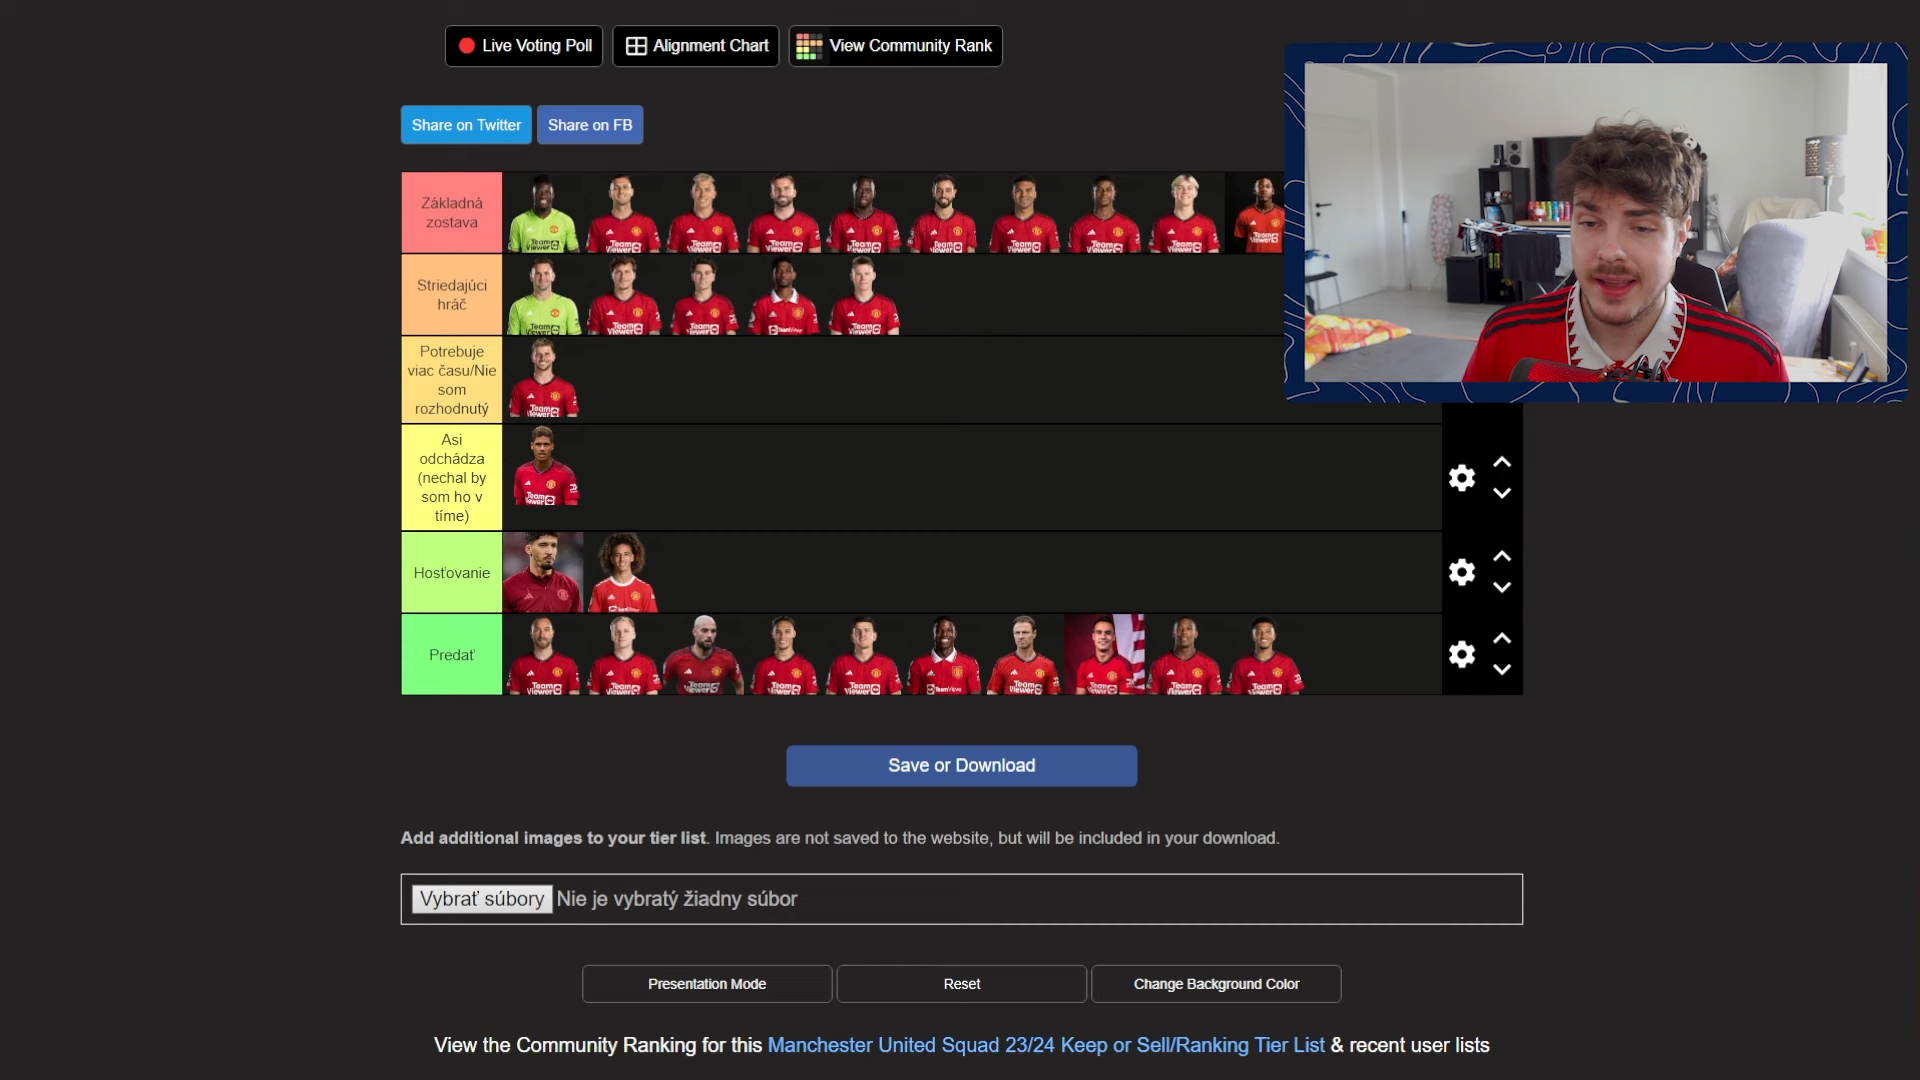 Live Voting Poll
Alignment Chart
View Community Rank
Share on Twitter
Share on FB
Základná
zostava
Striedajúci
hráč
Potrebuje
viac času/Nie
som
rozhodnutý
Asi
odchádza
(nechal by
som ho v
tíme)
Hosťovanie
Predať
Save or Download
Add additional images to your tier list. Images are not saved to the website, but will be included in your download.
Vybrať súbory Nie je vybratý žiadny súbor
Presentation Mode
Reset
Change Background Color
View the Community Ranking for this Manchester United Squad 23/24 Keep or Sell/Ranking Tier List & recent user lists